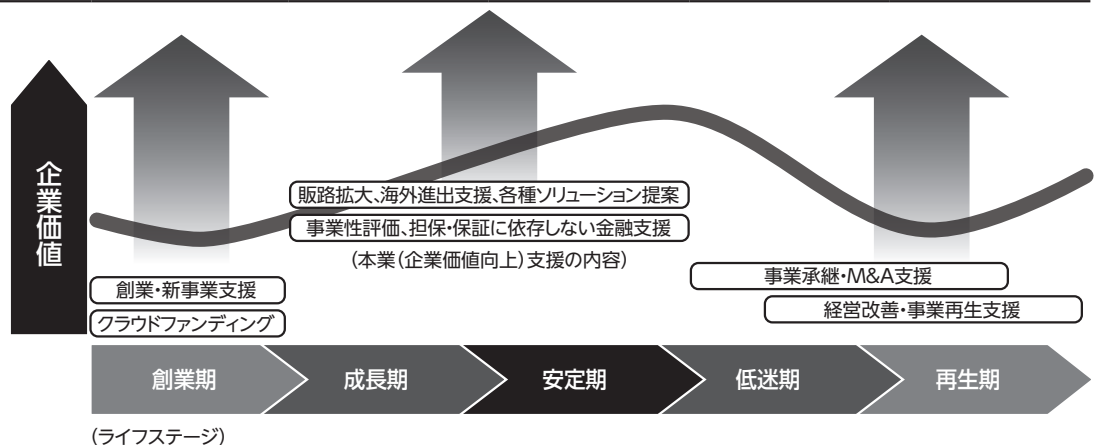 企業価値
販路拡大、海外進出支援、各種ソリューション提案
事業性評価、担保・保証に依存しない金融支援
(本業(企業価値向上)支援の内容)
創業・新事業支援
クラウドファンディング
事業承継・M&A支援
経営改善・事業再生支援
創業期
成長期
安定期
低迷期
再生期
(ライフステージ)